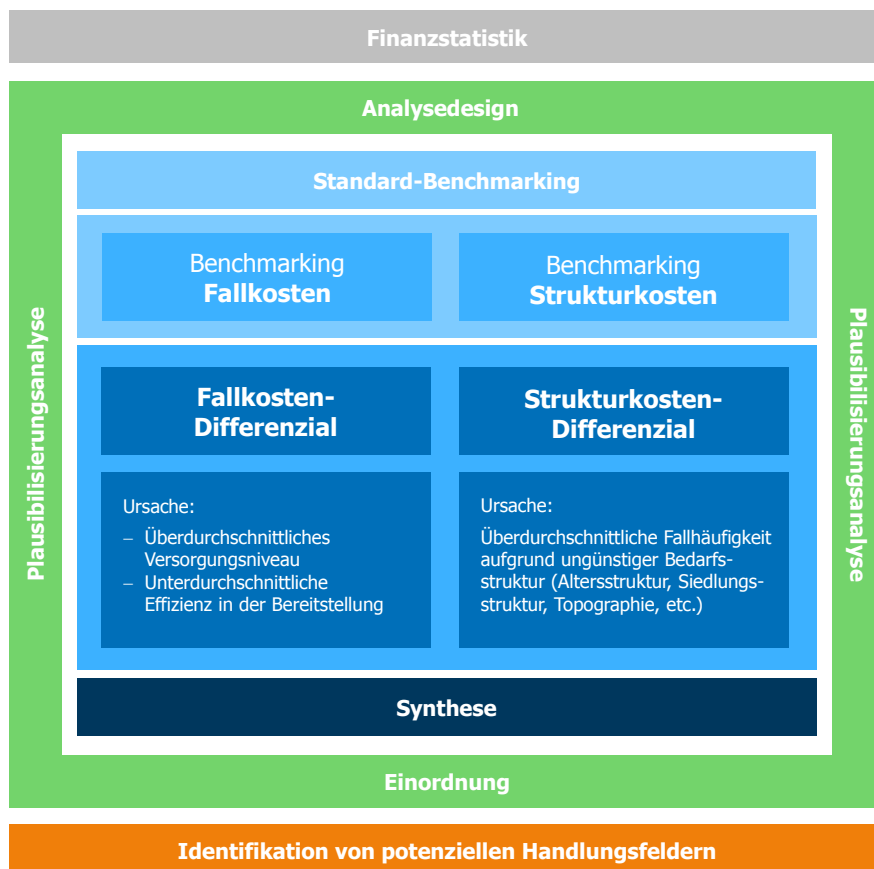 Finanzstatistik
Analysedesign
Plausibilisierungsanalyse
Standard-Benchmarking
Benchmarking
Fallkosten
Benchmarking
Strukturkosten
Fallkosten-
Differenzial
Strukturkosten-
Differenzial
Ursache:
– Überdurchschnittliches
Versorgungsniveau
– Unterdurchschnittliche
Effizienz in der Bereitstellung
Ursache:
Überdurchschnittliche Fallhäufigkeit
aufgrund ungünstiger Bedarfs-
struktur (Altersstruktur, Siedlungs-
struktur, Topographie, etc.)
Plausibilisierungsanalyse
Synthese
Einordnung
Identifikation von potenziellen Handlungsfeldern